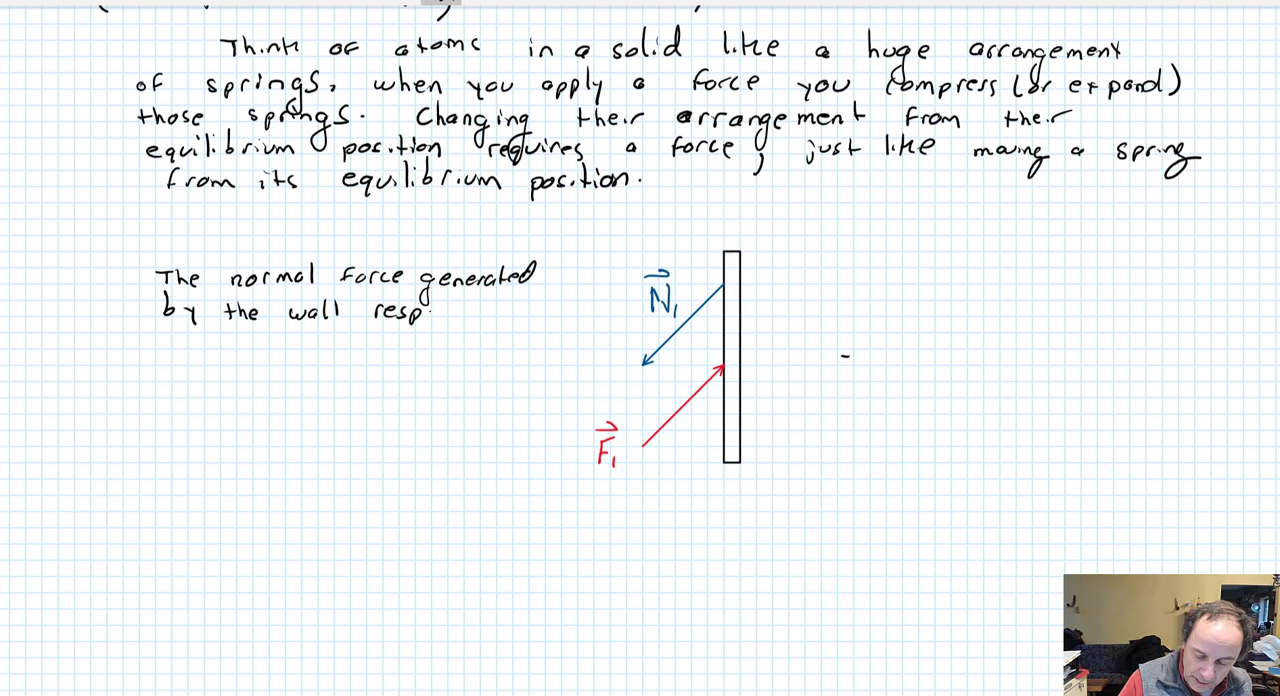 Think of atoms in a solid like a huge arrangement
of springs, when you apply a force you compress (or expand)
those springs. Changing their arrangement from their
equilibrium position requires a force, just like moving a spring
from its equilibrium position.
The normal force generated
by the wall resp
N₁
F₁